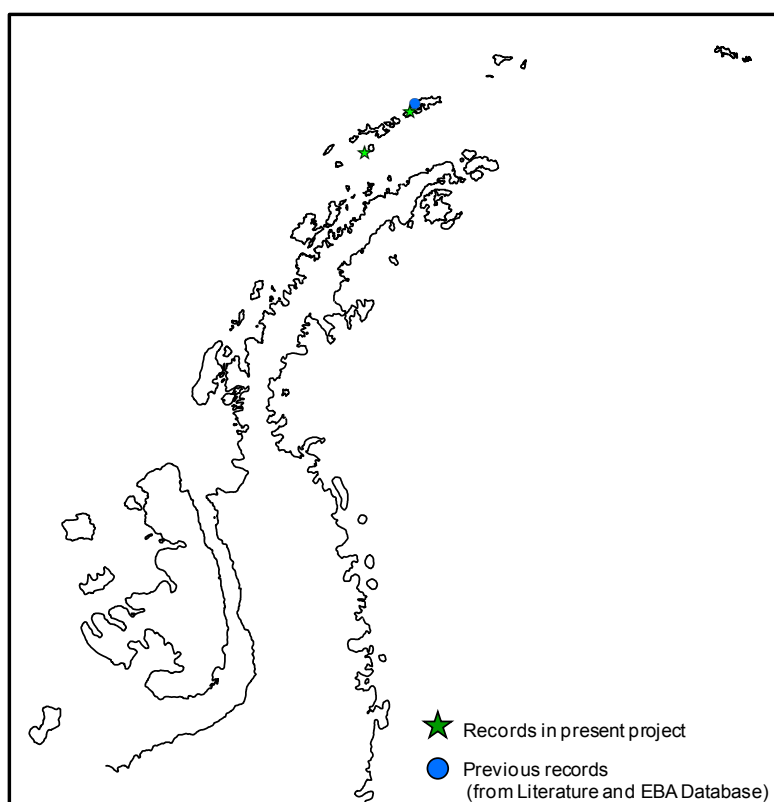 Records in present project
Previous records
(from Literature and EBA Database)